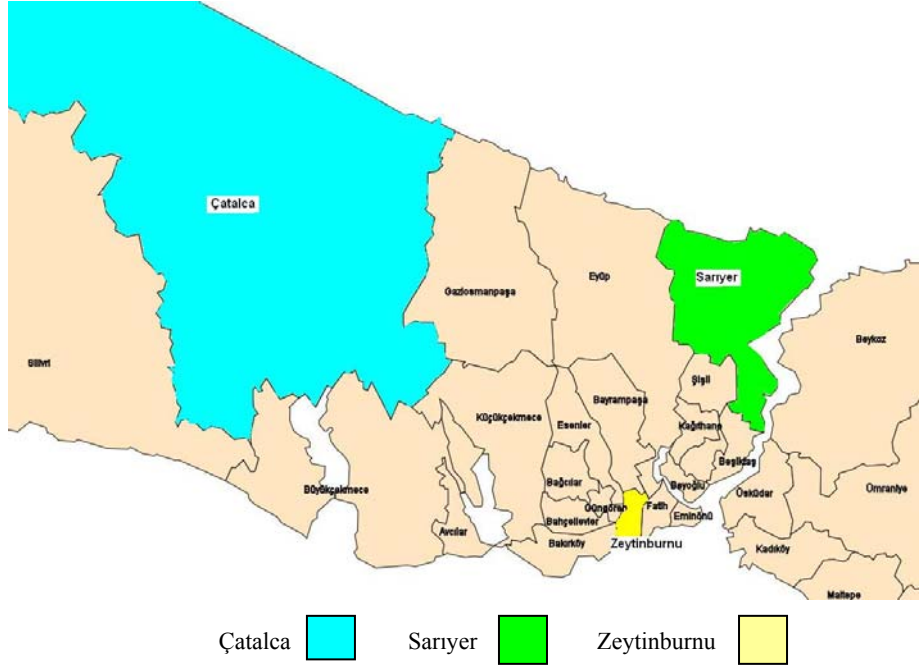 Çatalca
Sarıyer
Eyüp
Gaziosmanpaşa
Beykoz
Silivri
Şişli
Bayrampaşa
Küçükçekmece
Esenler
Kağıthane
Beşiktaş
Bağcılar
Beyoğlu
Büyükçekmece
Ümraniye
Üsküdar
Güngören
Fatih
Eminönü
Bahçelievler
Avcılar
Bakırköy
Zeytinburnu
Kadıköy
Maltepe
Çatalca Sarıyer Zeytinburnu